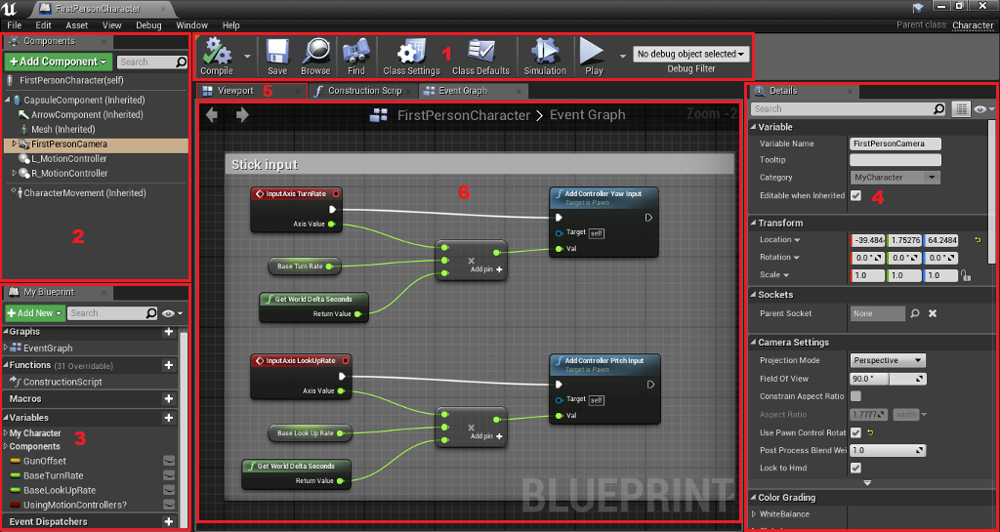 FirstPersonCharacter
File Edit Asset View Debug Window Help
Parent class: Character
Components
+Add Component
Search
FirstPersonCharacter(self)
CapsuleComponent (Inherited)
ArrowComponent (Inherited)
Mesh (Inherited)
FirstPersonCamera
L_MotionController
R_MotionController
CharacterMovement (Inherited)
2
My Blueprint
+Add New
Search
Graphs
EventGraph
Functions (31 Overridable)
ConstructionScript
Macros
Variables
My Character
Components
3
GunOffset
BaseTurnRate
BaseLookUpRate
UsingMotionControllers?
Event Dispatchers
Compile
Save
Browse
Find
Class Settings
1
Class Defaults
Simulation
Play
No debug object selected
Debug Filter
Viewport
5
Construction Scrip
Event Graph
FirstPersonCharacter > Event Graph
Zoom -2
Stick input
6
InputAxis TurnRate
Axis Value
Base Turn Rate
Get World Delta Seconds
Return Value
×
Add pin +
Add Controller Yaw Input
Target is Pawn
Target self
Val
InputAxis LookUpRate
Axis Value
Base Look Up Rate
Get World Delta Seconds
Return Value
×
Add pin +
Add Controller Pitch Input
Target is Pawn
Target self
Val
BLUEPRINT
Details
Search
Variable
Variable Name FirstPersonCamera
Tooltip
Category MyCharacter
Editable when Inherited
4
Transform
Location -39.484 1.75276 64.2484
Rotation 0.0 ° 0.0 ° 0.0 °
Scale 1.0 1.0 1.0
Sockets
Parent Socket None
Camera Settings
Projection Mode Perspective
Field Of View 90.0 °
Constrain Aspect Ratio
Aspect Ratio 1.7777 width
Use Pawn Control Rotat
Post Process Blend Wei 1.0
Lock to Hmd
Color Grading
WhiteBalance